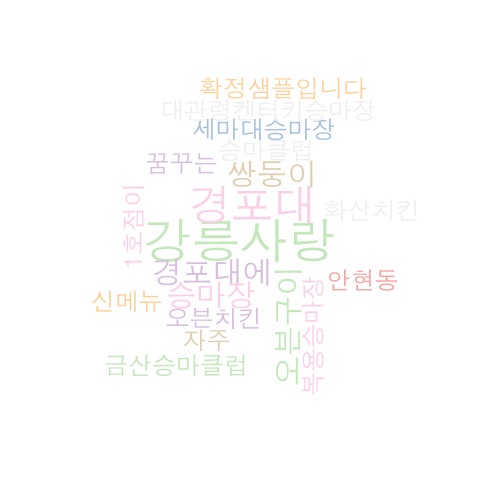 확정샘플입니다
대관령켄터키승마장
세마대승마장
승마클럽
꿈꾸는
쌍둥이
경포대
화산치킨
1호점이
강릉사랑
경포대에
안현동
신메뉴
승마장
오븐구이
복용승마장
오븐치킨
자주
금산승마클럽